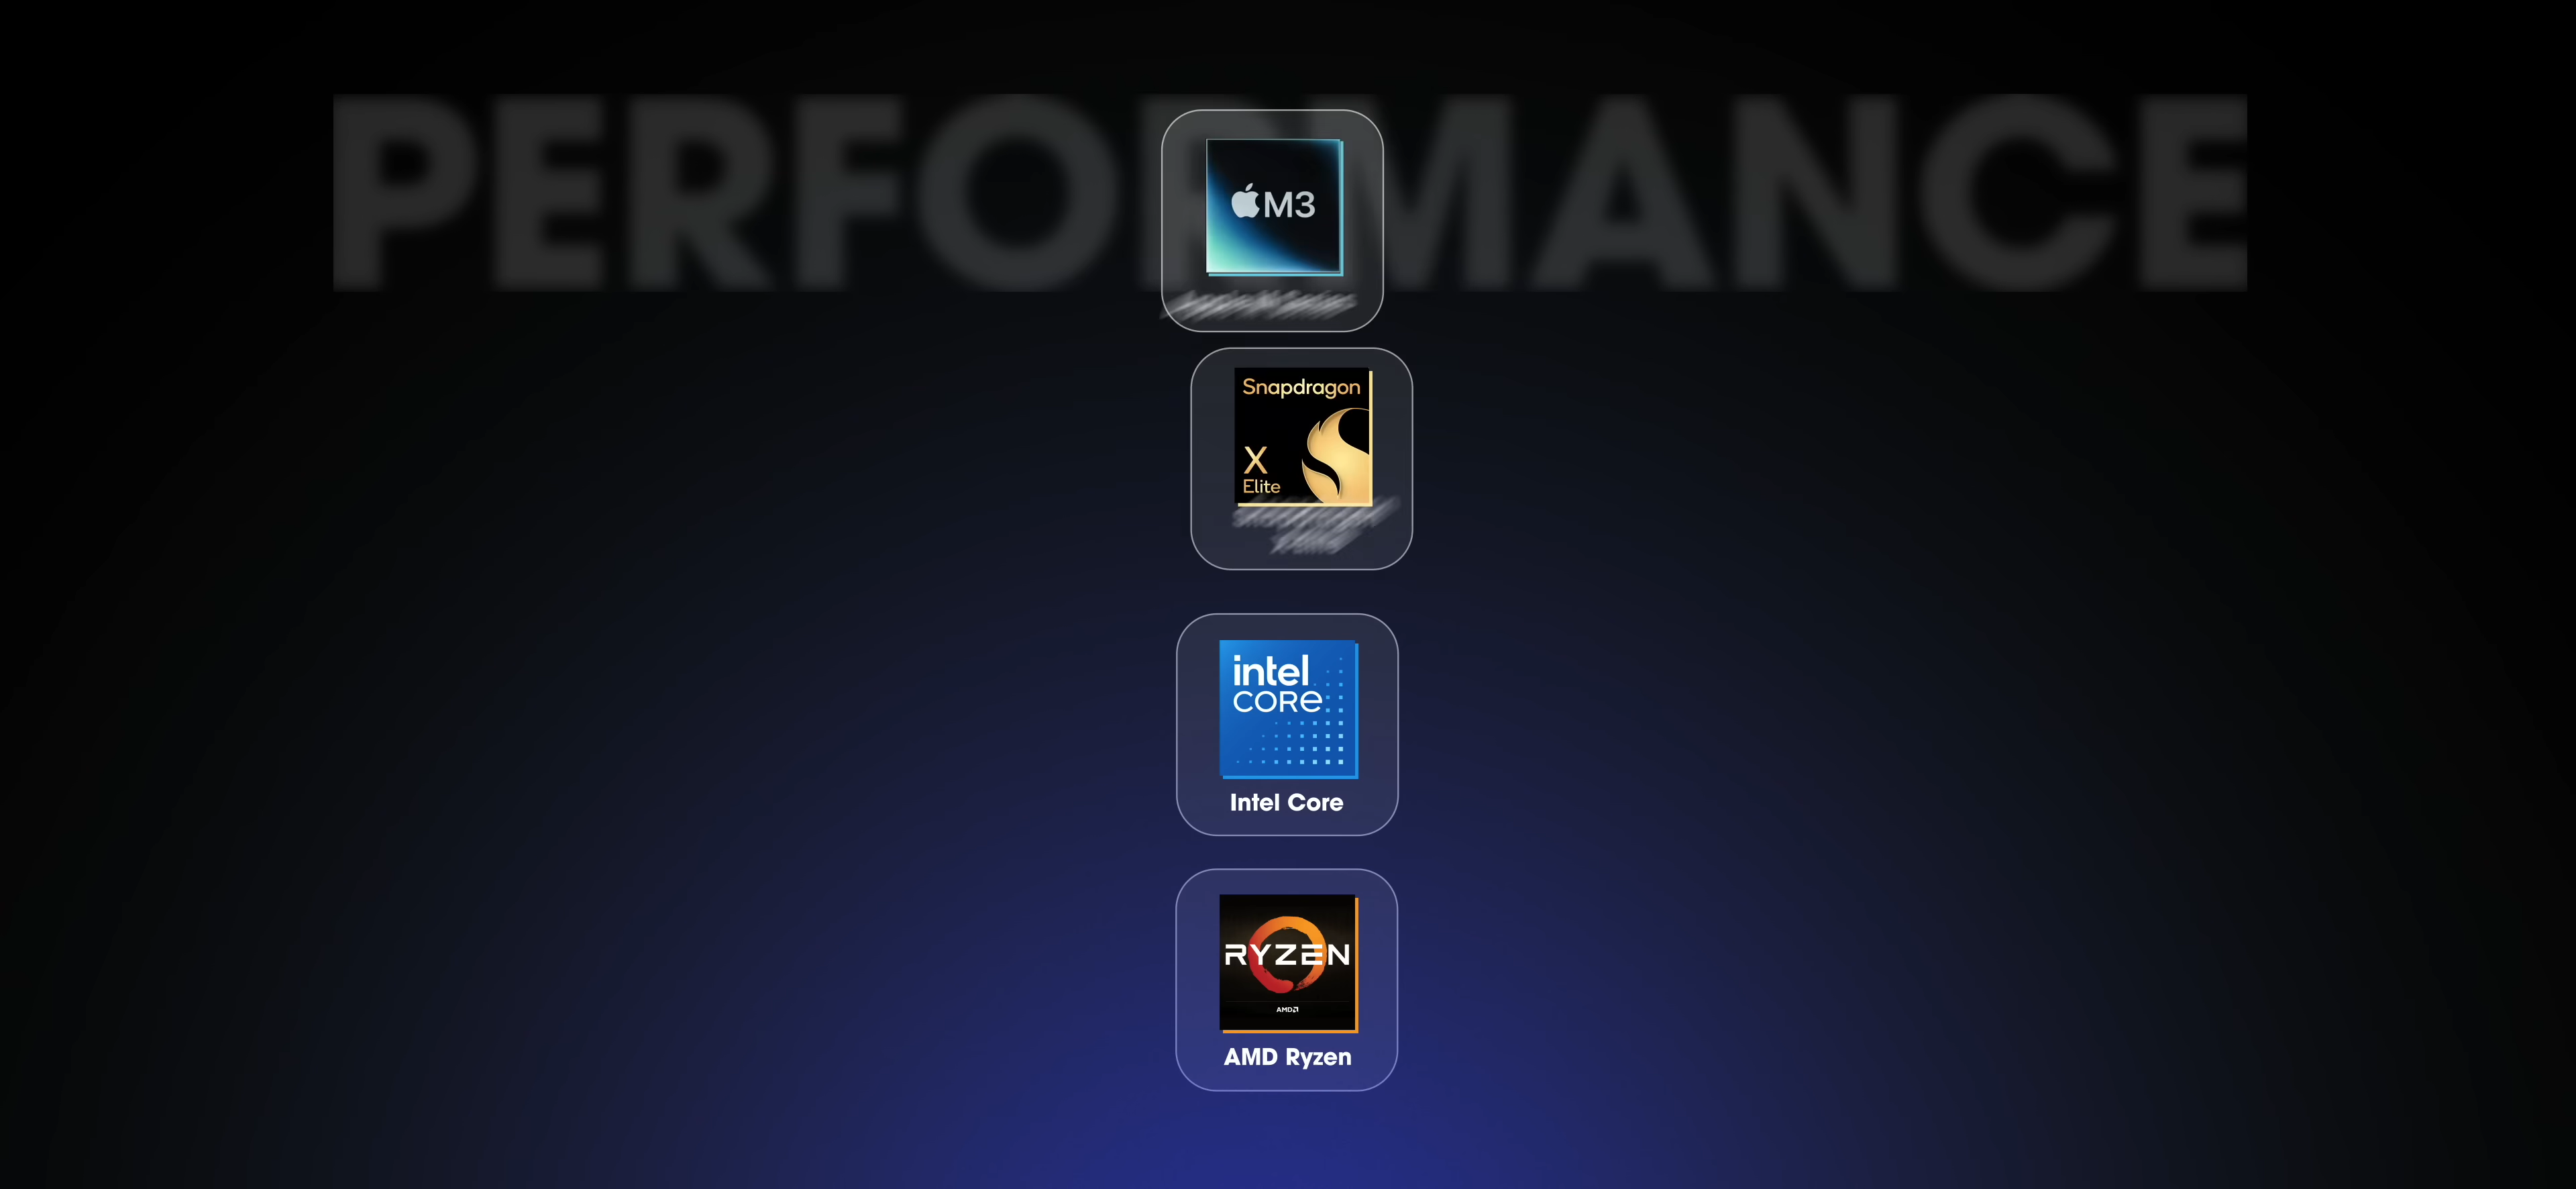 PERFORMANCE
M3
Snapdragon
X
Elite
intel
CORe
Intel Core
RYZEN
AMD
AMD Ryzen